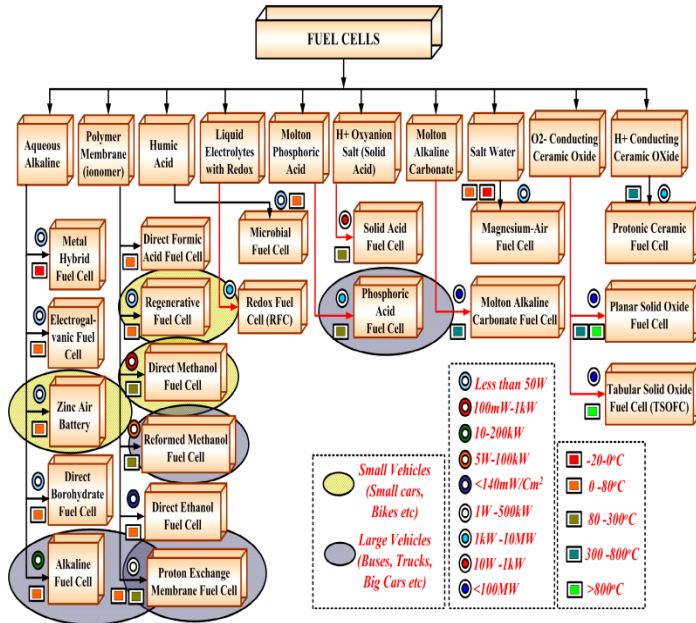 FUEL CELLS
Aqueous
Alkaline
Polymer
Membrane
(ionomer)
Humic
Acid
Liquid
Electrolytes
with Redox
Molton
Phosphoric
Acid
H+ Oxyanion
Salt (Solid
Acid)
Molton
Alkaline
Carbonate
Salt Water
O2- Conducting
Ceramic Oxide
H+ Conducting
Ceramic OXide
Metal
Hybrid
Fuel Cell
Electrogal-
vanic Fuel
Cell
Zinc Air
Battery
Direct
Borohydrate
Fuel Cell
Alkaline
Fuel Cell
Direct Formic
Acid Fuel Cell
Regenerative
Fuel Cell
Direct Methanol
Fuel Cell
Reformed Methanol
Fuel Cell
Direct Ethanol
Fuel Cell
Proton Exchange
Membrane Fuel Cell
Microbial
Fuel Cell
Redox Fuel
Cell (RFC)
Solid Acid
Fuel Cell
Phosphoric
Acid
Fuel Cell
Magnesium-Air
Fuel Cell
Molton Alkaline
Carbonate Fuel Cell
Protonic Ceramic
Fuel Cell
Planar Solid Oxide
Fuel Cell
Tabular Solid Oxide
Fuel Cell (TSOFC)
Small Vehicles
(Small cars,
Bikes etc)
Large Vehicles
(Buses, Trucks,
Big Cars etc)
Less than 50W
100mW-1kW
10-200kW
5W-100kW
<140mW/Cm²
1W-500kW
1kW-10MW
10W-1kW
<100MW
-20-0°C
0-80°C
80-300°C
300-800°C
>800°C